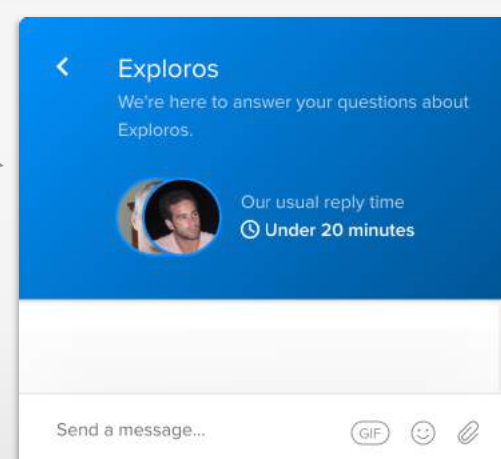 Exploros
We're here to answer your questions about
Exploros.
Our usual reply time
Under 20 minutes
Send a message...
GIF